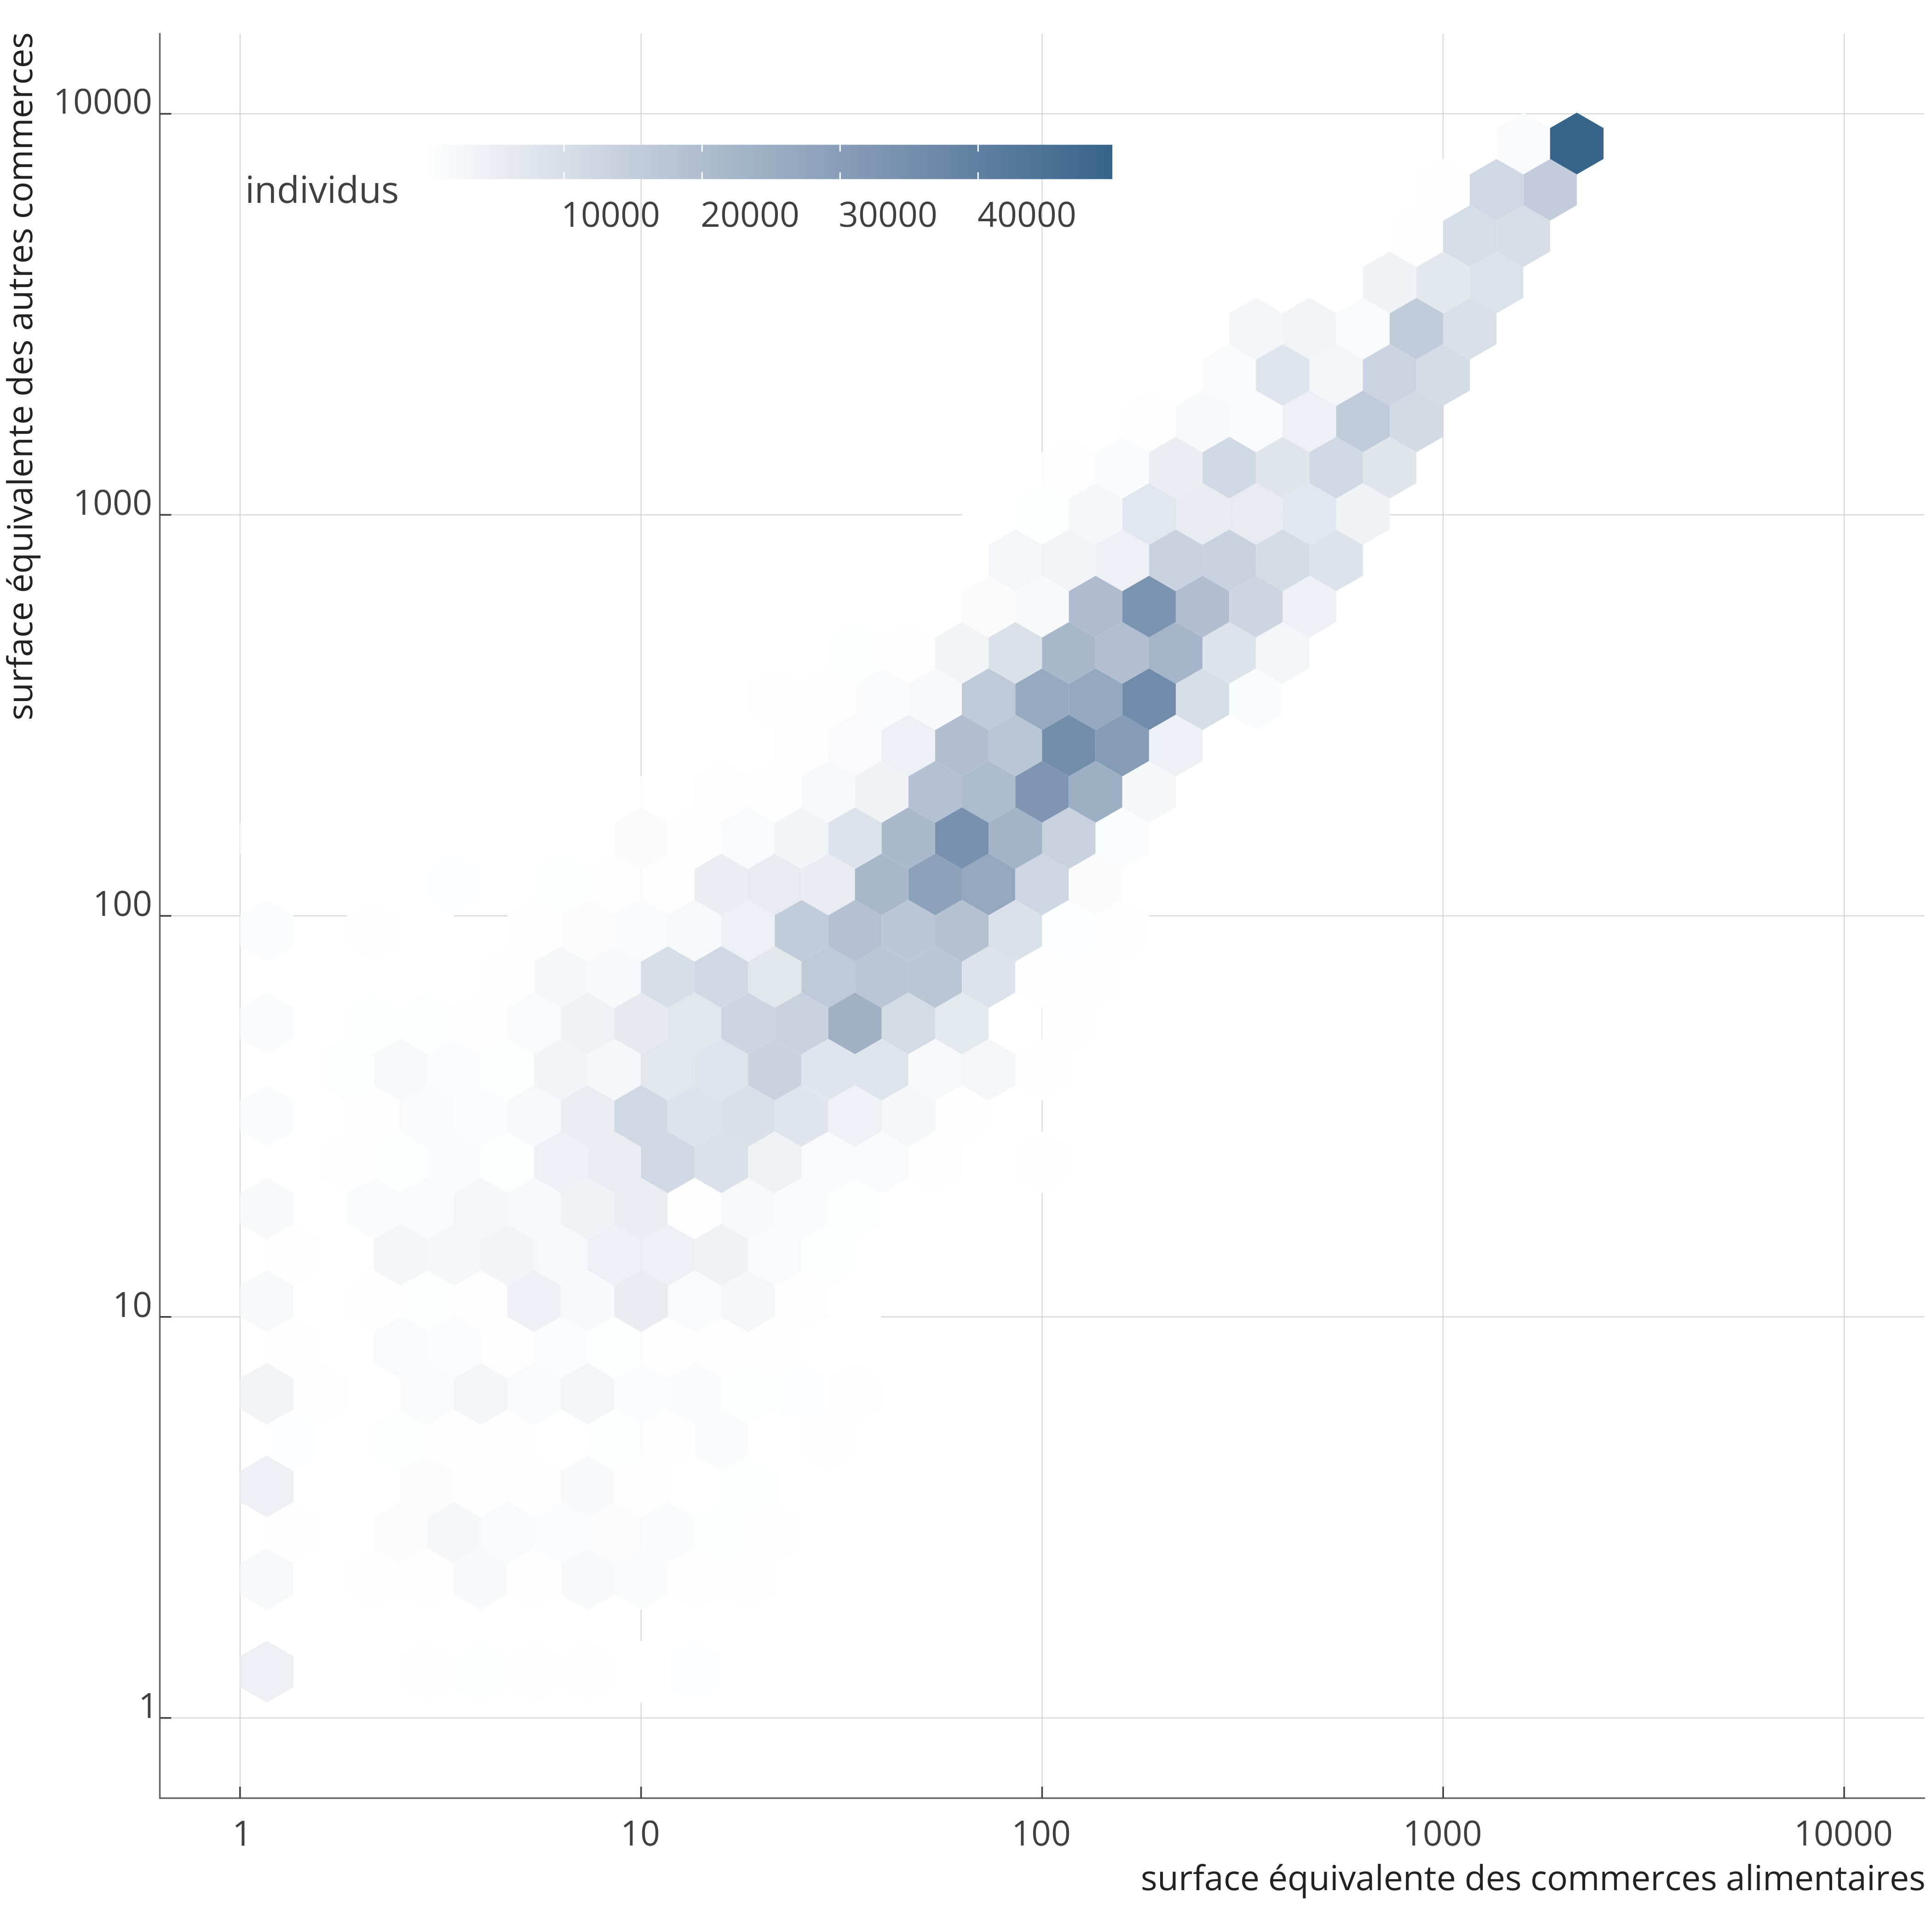 surface équivalente des autres commerces
10000
1000
100
10
1
individus
10000 20000 30000 40000
1 10 100 1000 10000
surface équivalente des commerces alimentaires